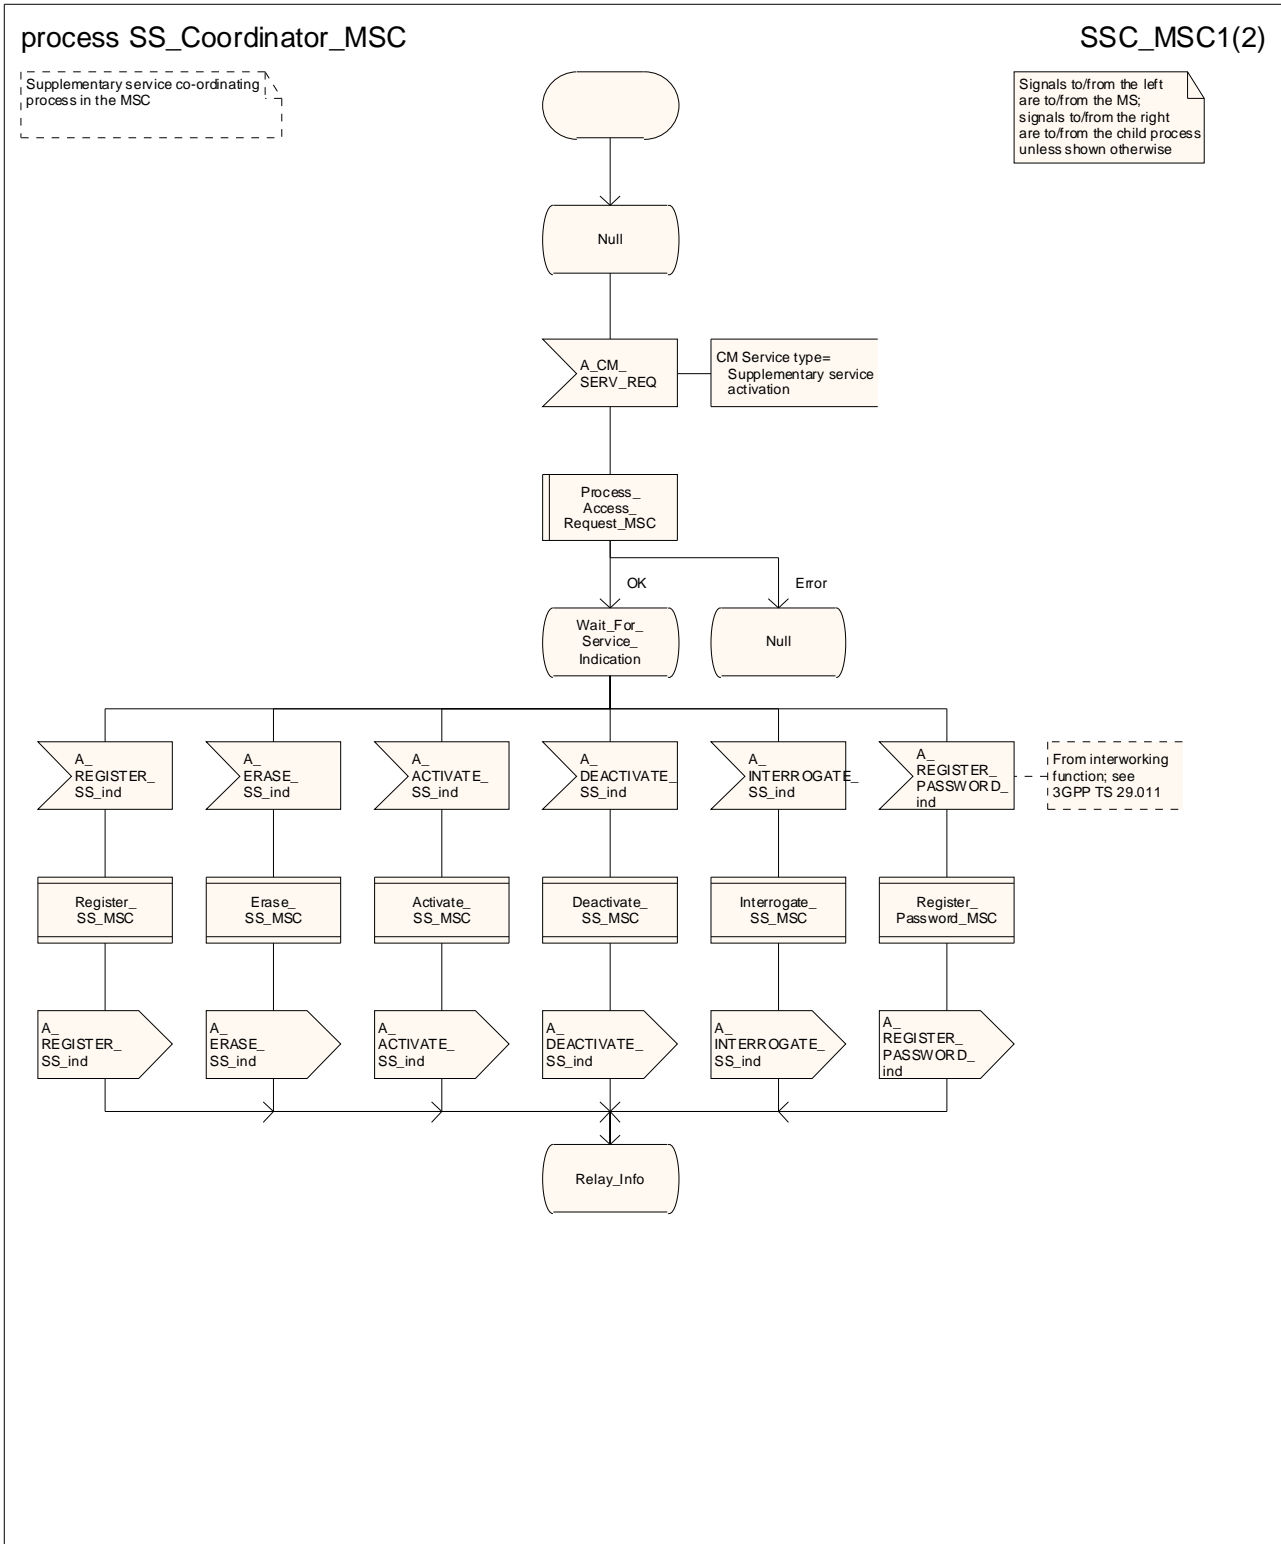 process SS_Coordinator_MSC
SSC_MSC1(2)
Supplementary service co-ordinating
process in the MSC
Signals to/from the left
are to/from the MS;
signals to/from the right
are to/from the child process
unless shown otherwise
Null
A_CM_
SERV_REQ
CM Service type=
Supplementary service
activation
Process_
Access_
Request_MSC
OK
Error
Wait_For_
Service_
Indication
Null
A_
REGISTER_
SS_ind
A_
ERASE_
SS_ind
A_
ACTIVATE_
SS_ind
A_
DEACTIVATE_
SS_ind
A_
INTERROGATE_
SS_ind
A_
REGISTER_
PASSWORD_
ind
From interworking
function; see
3GPP TS 29.011
Register_
SS_MSC
Erase_
SS_MSC
Activate_
SS_MSC
Deactivate_
SS_MSC
Interrogate_
SS_MSC
Register_
Password_MSC
A_
REGISTER_
SS_ind
A_
ERASE_
SS_ind
A_
ACTIVATE_
SS_ind
A_
DEACTIVATE_
SS_ind
A_
INTERROGATE_
SS_ind
A_
REGISTER_
PASSWORD_
ind
Relay_Info